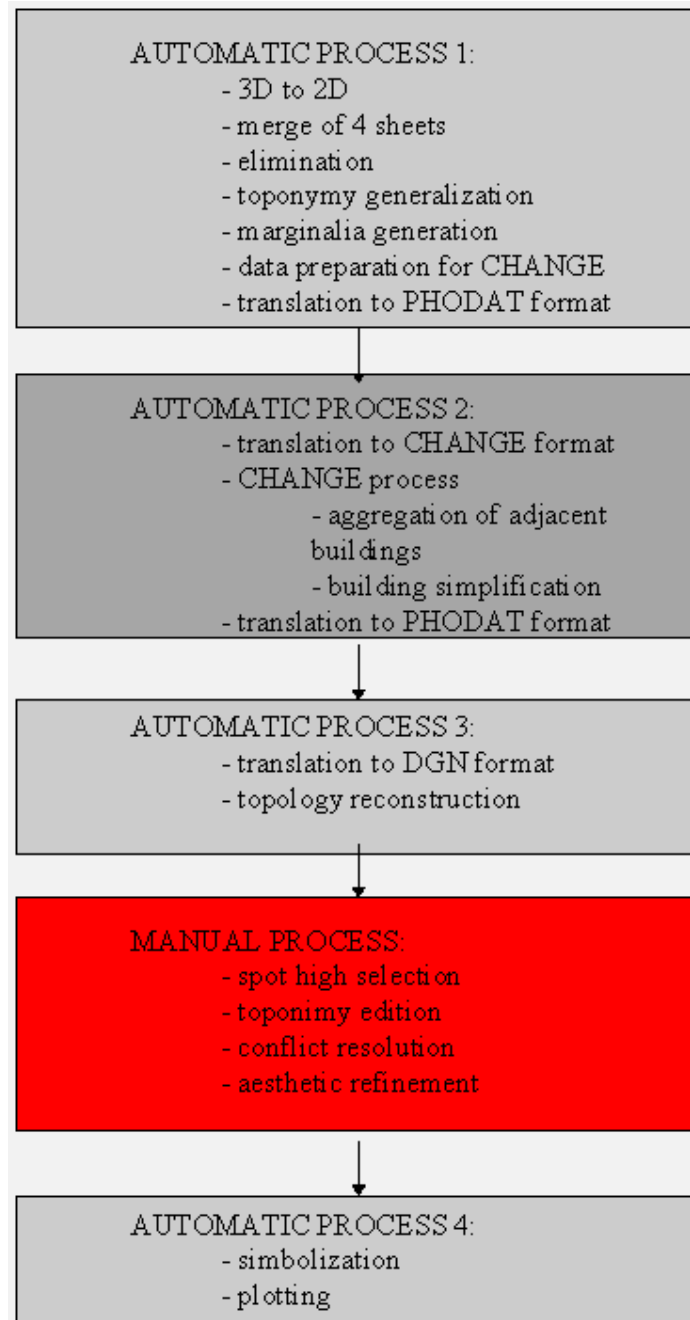 AUTOMATIC PROCESS 1:
- 3D to 2D
- merge of 4 sheets
- elimination
- toponymy generalization
- marginalia generation
- data preparation for CHANGE
- translation to PHODAT format
AUTOMATIC PROCESS 2:
- translation to CHANGE format
- CHANGE process
- aggregation of adjacent
buildings
- building simplification
- translation to PHODAT format
AUTOMATIC PROCESS 3:
- translation to DGN format
- topology reconstruction
MANUAL PROCESS:
- spot high selection
- toponimy edition
- conflict resolution
- aesthetic refinement
AUTOMATIC PROCESS 4:
- simbolization
- plotting